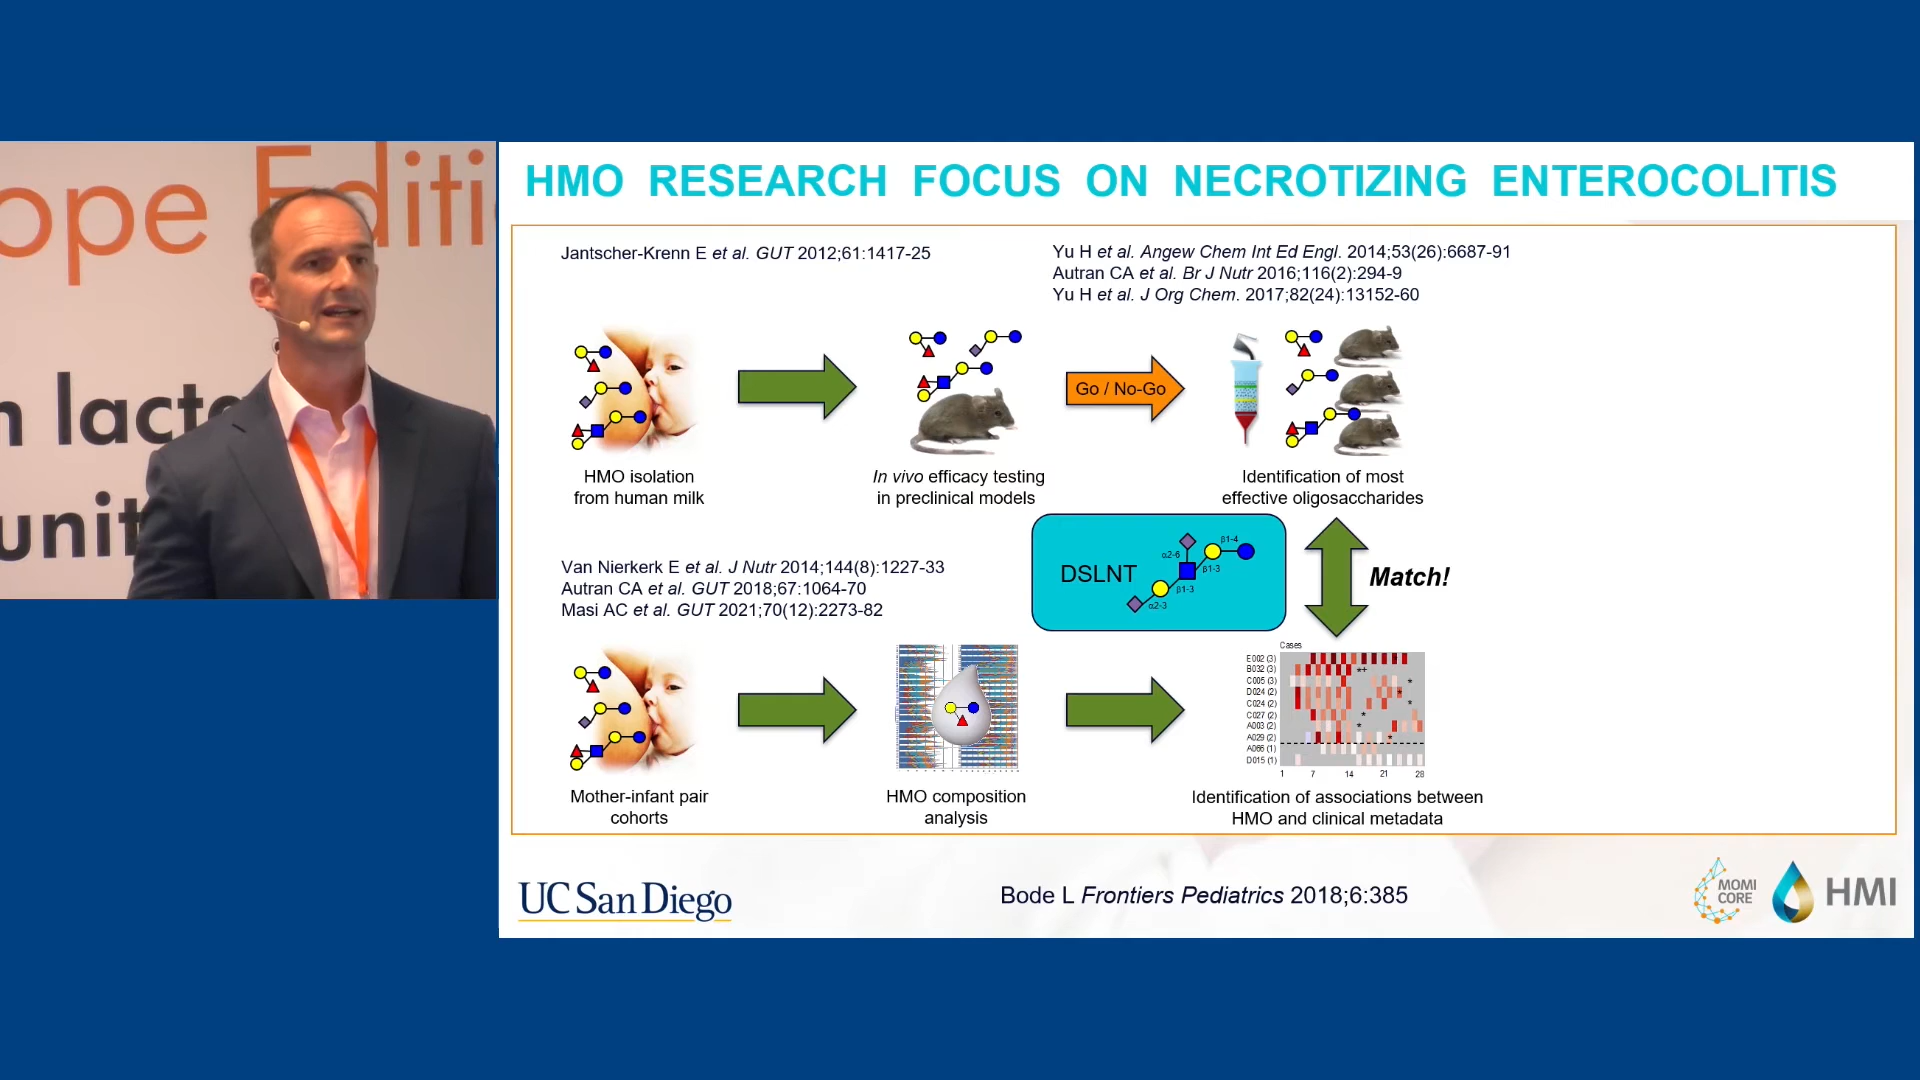 ope Editi
n lact
unit
HMO RESEARCH FOCUS ON NECROTIZING ENTEROCOLITIS
Jantscher-Krenn E et al. GUT 2012;61:1417-25
Yu H et al. Angew Chem Int Ed Engl. 2014;53(26):6687-91
Autran CA et al. Br J Nutr 2016;116(2):294-9
Yu H et al. J Org Chem. 2017;82(24):13152-60
Go / No-Go
HMO isolation
from human milk
In vivo efficacy testing
in preclinical models
Identification of most
effective oligosaccharides
Van Nierkerk E et al. J Nutr 2014;144(8):1227-33
Autran CA et al. GUT 2018;67:1064-70
Masi AC et al. GUT 2021;70(12):2273-82
DSLNT
α2-6
β1-4
β1-3
β1-3
α2-3
Match!
Cases
E002 (3)
B032 (3)
C005 (3)
D024 (2)
C024 (2)
C027 (2)
A003 (2)
A029 (2)
A066 (1)
D015 (1)
1 7 14 21 28
Mother-infant pair
cohorts
HMO composition
analysis
Identification of associations between
HMO and clinical metadata
UC San Diego
Bode L Frontiers Pediatrics 2018;6:385
MOMI
CORE
HMI